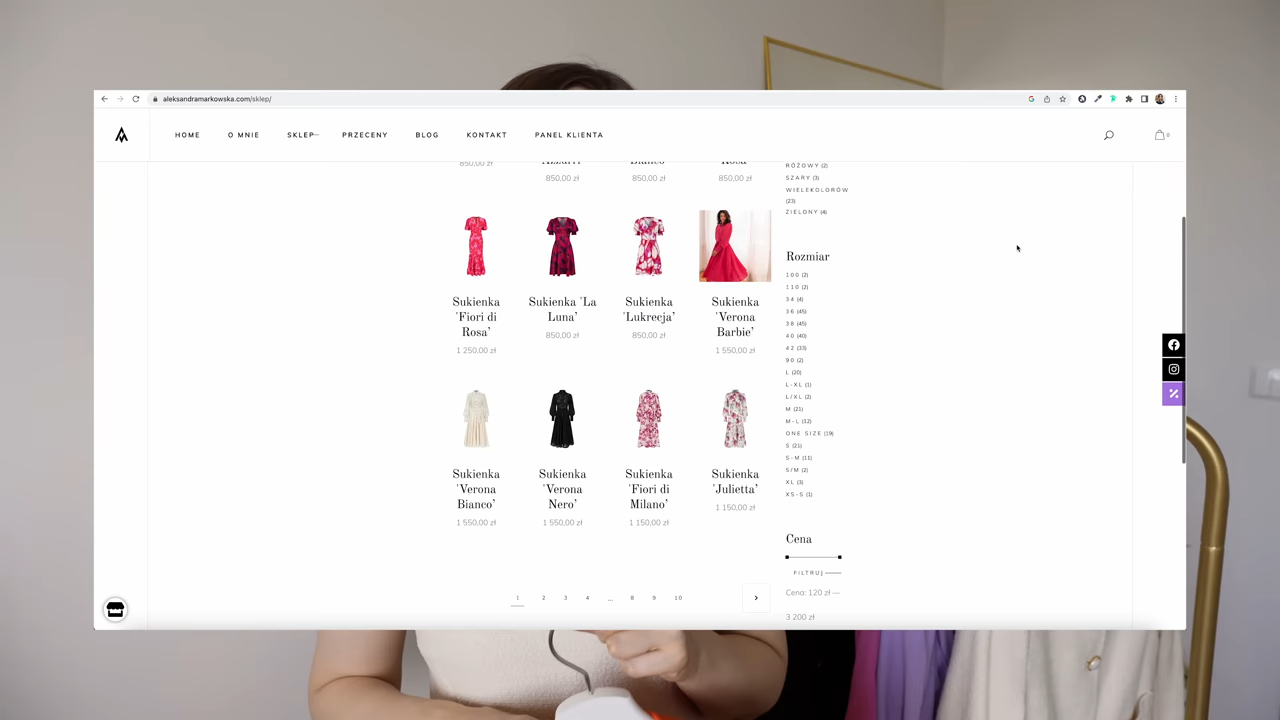 aleksandramarkowska.com/sklep/
HOME O MNIE SKLEP PRZECENY BLOG KONTAKT PANEL KLIENTA
0
850,00 zł
850,00 zł 850,00 zł 850,00 zł
Sukienka 'Fiori di Rosa'
1 250,00 zł
Sukienka 'La Luna'
850,00 zł
Sukienka 'Lukrecja'
850,00 zł
Sukienka 'Verona Barbie'
1 550,00 zł
Sukienka 'Verona Bianco'
1 550,00 zł
Sukienka 'Verona Nero'
1 550,00 zł
Sukienka 'Fiori di Milano'
1 150,00 zł
Sukienka 'Julietta'
1 150,00 zł
1 2 3 4 ... 8 9 10
RÓŻOWY (2)
SZARY (3)
WIELEKOLORÓW
(23)
ZIELONY (4)
Rozmiar
100 (2)
110 (2)
34 (4)
36 (45)
38 (45)
40 (40)
42 (33)
90 (2)
L (20)
L-XL (1)
L/XL (2)
M (21)
M-L (12)
ONE SIZE (19)
S (21)
S-M (11)
S/M (2)
XL (3)
XS-S (1)
Cena
FILTRUJ
Cena: 120 zł —
3 200 zł